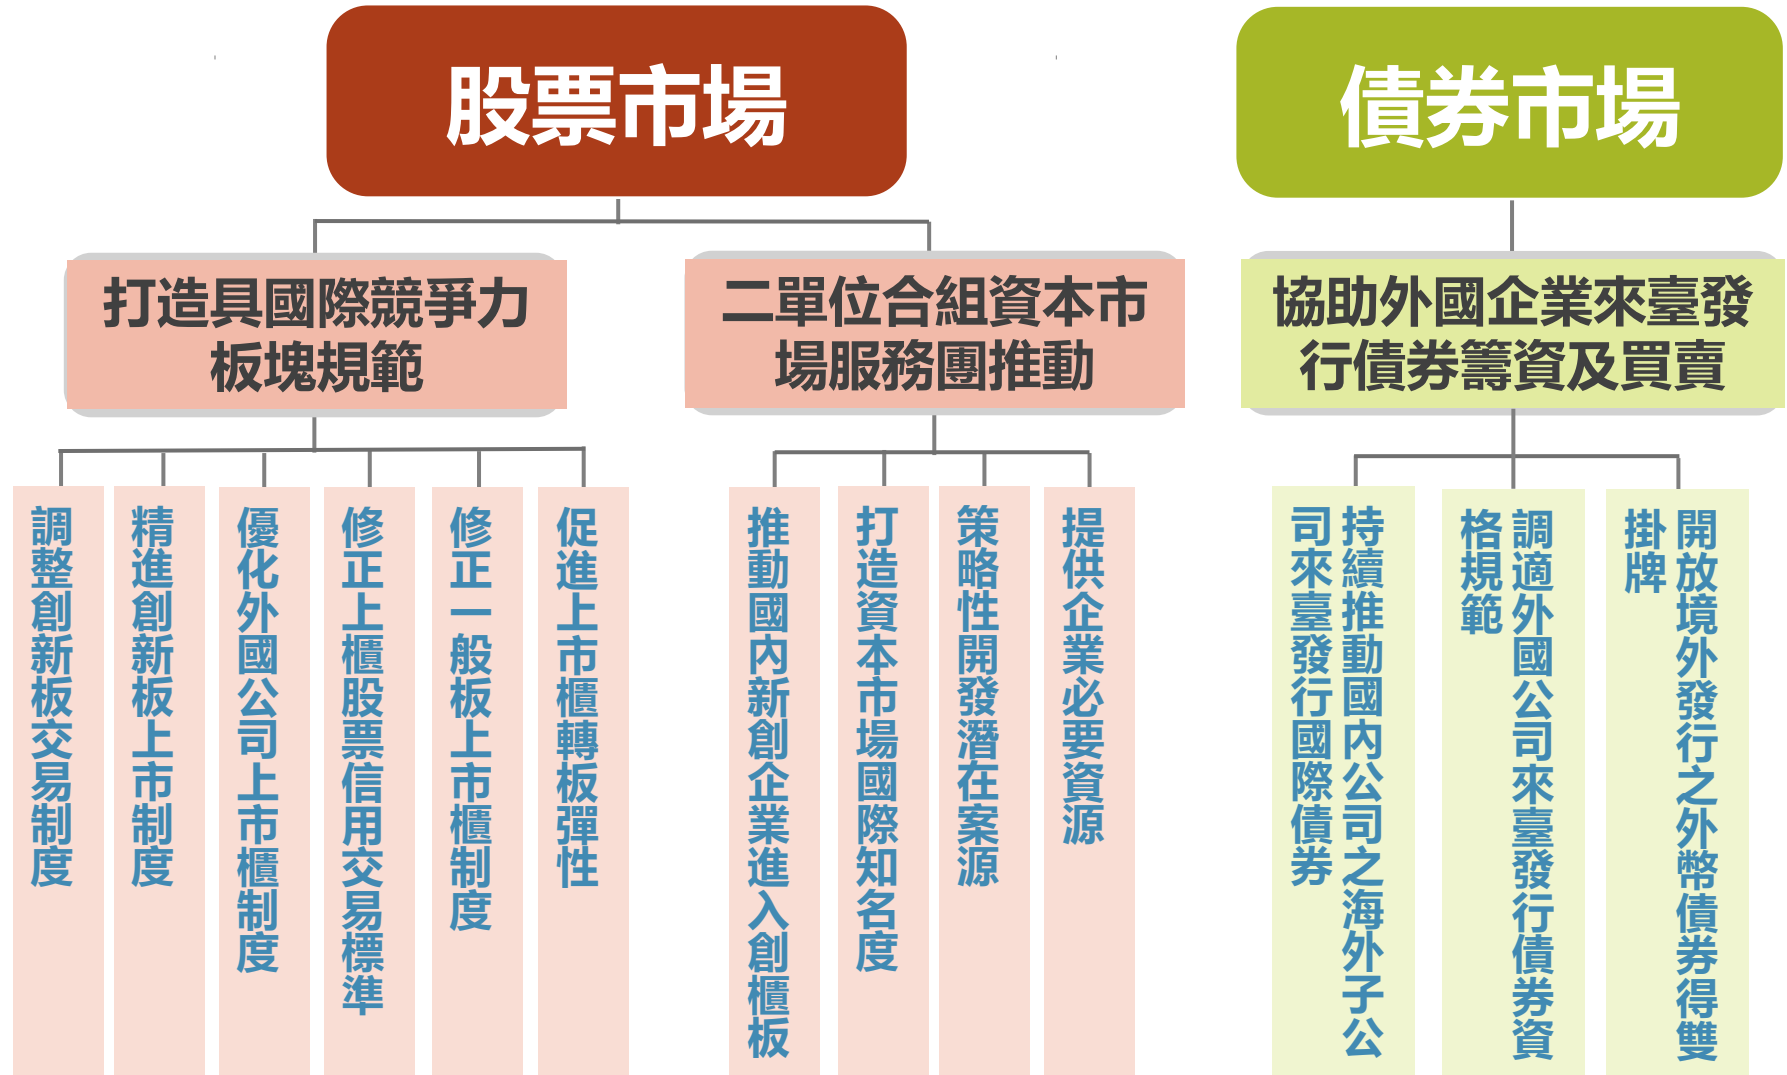 股票市場
債券市場
打造具國際競爭力
板塊規範
二單位合組資本市
場服務團推動
協助外國企業來臺發
行債券籌資及買賣
調整創新板交易制度
精進創新板上市制度
優化外國公司上市櫃制度
修正上櫃股票信用交易標準
修正一般板上市櫃制度
促進上市櫃轉板彈性
推動國內新創企業進入創櫃板
打造資本市場國際知名度
策略性開發潛在案源
提供企業必要資源
持續推動國內公司之海外子公
司來臺發行國際債券
調適外國公司來臺發行債券資
格規範
開放境外發行之外幣債券得雙
掛牌